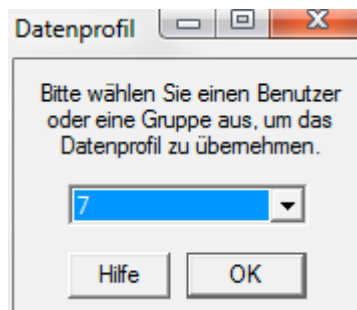 Datenprofil
Bitte wählen Sie einen Benutzer
oder eine Gruppe aus, um das
Datenprofil zu übernehmen.
7
Hilfe
OK